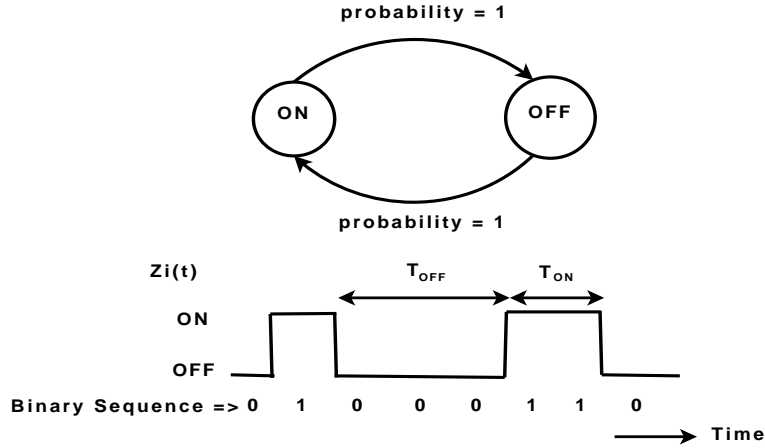 probability = 1
ON
OFF
probability = 1
Zi(t)
TOFF
TON
ON
OFF
Binary Sequence => 0 1 0 0 0 1 1 0
Time